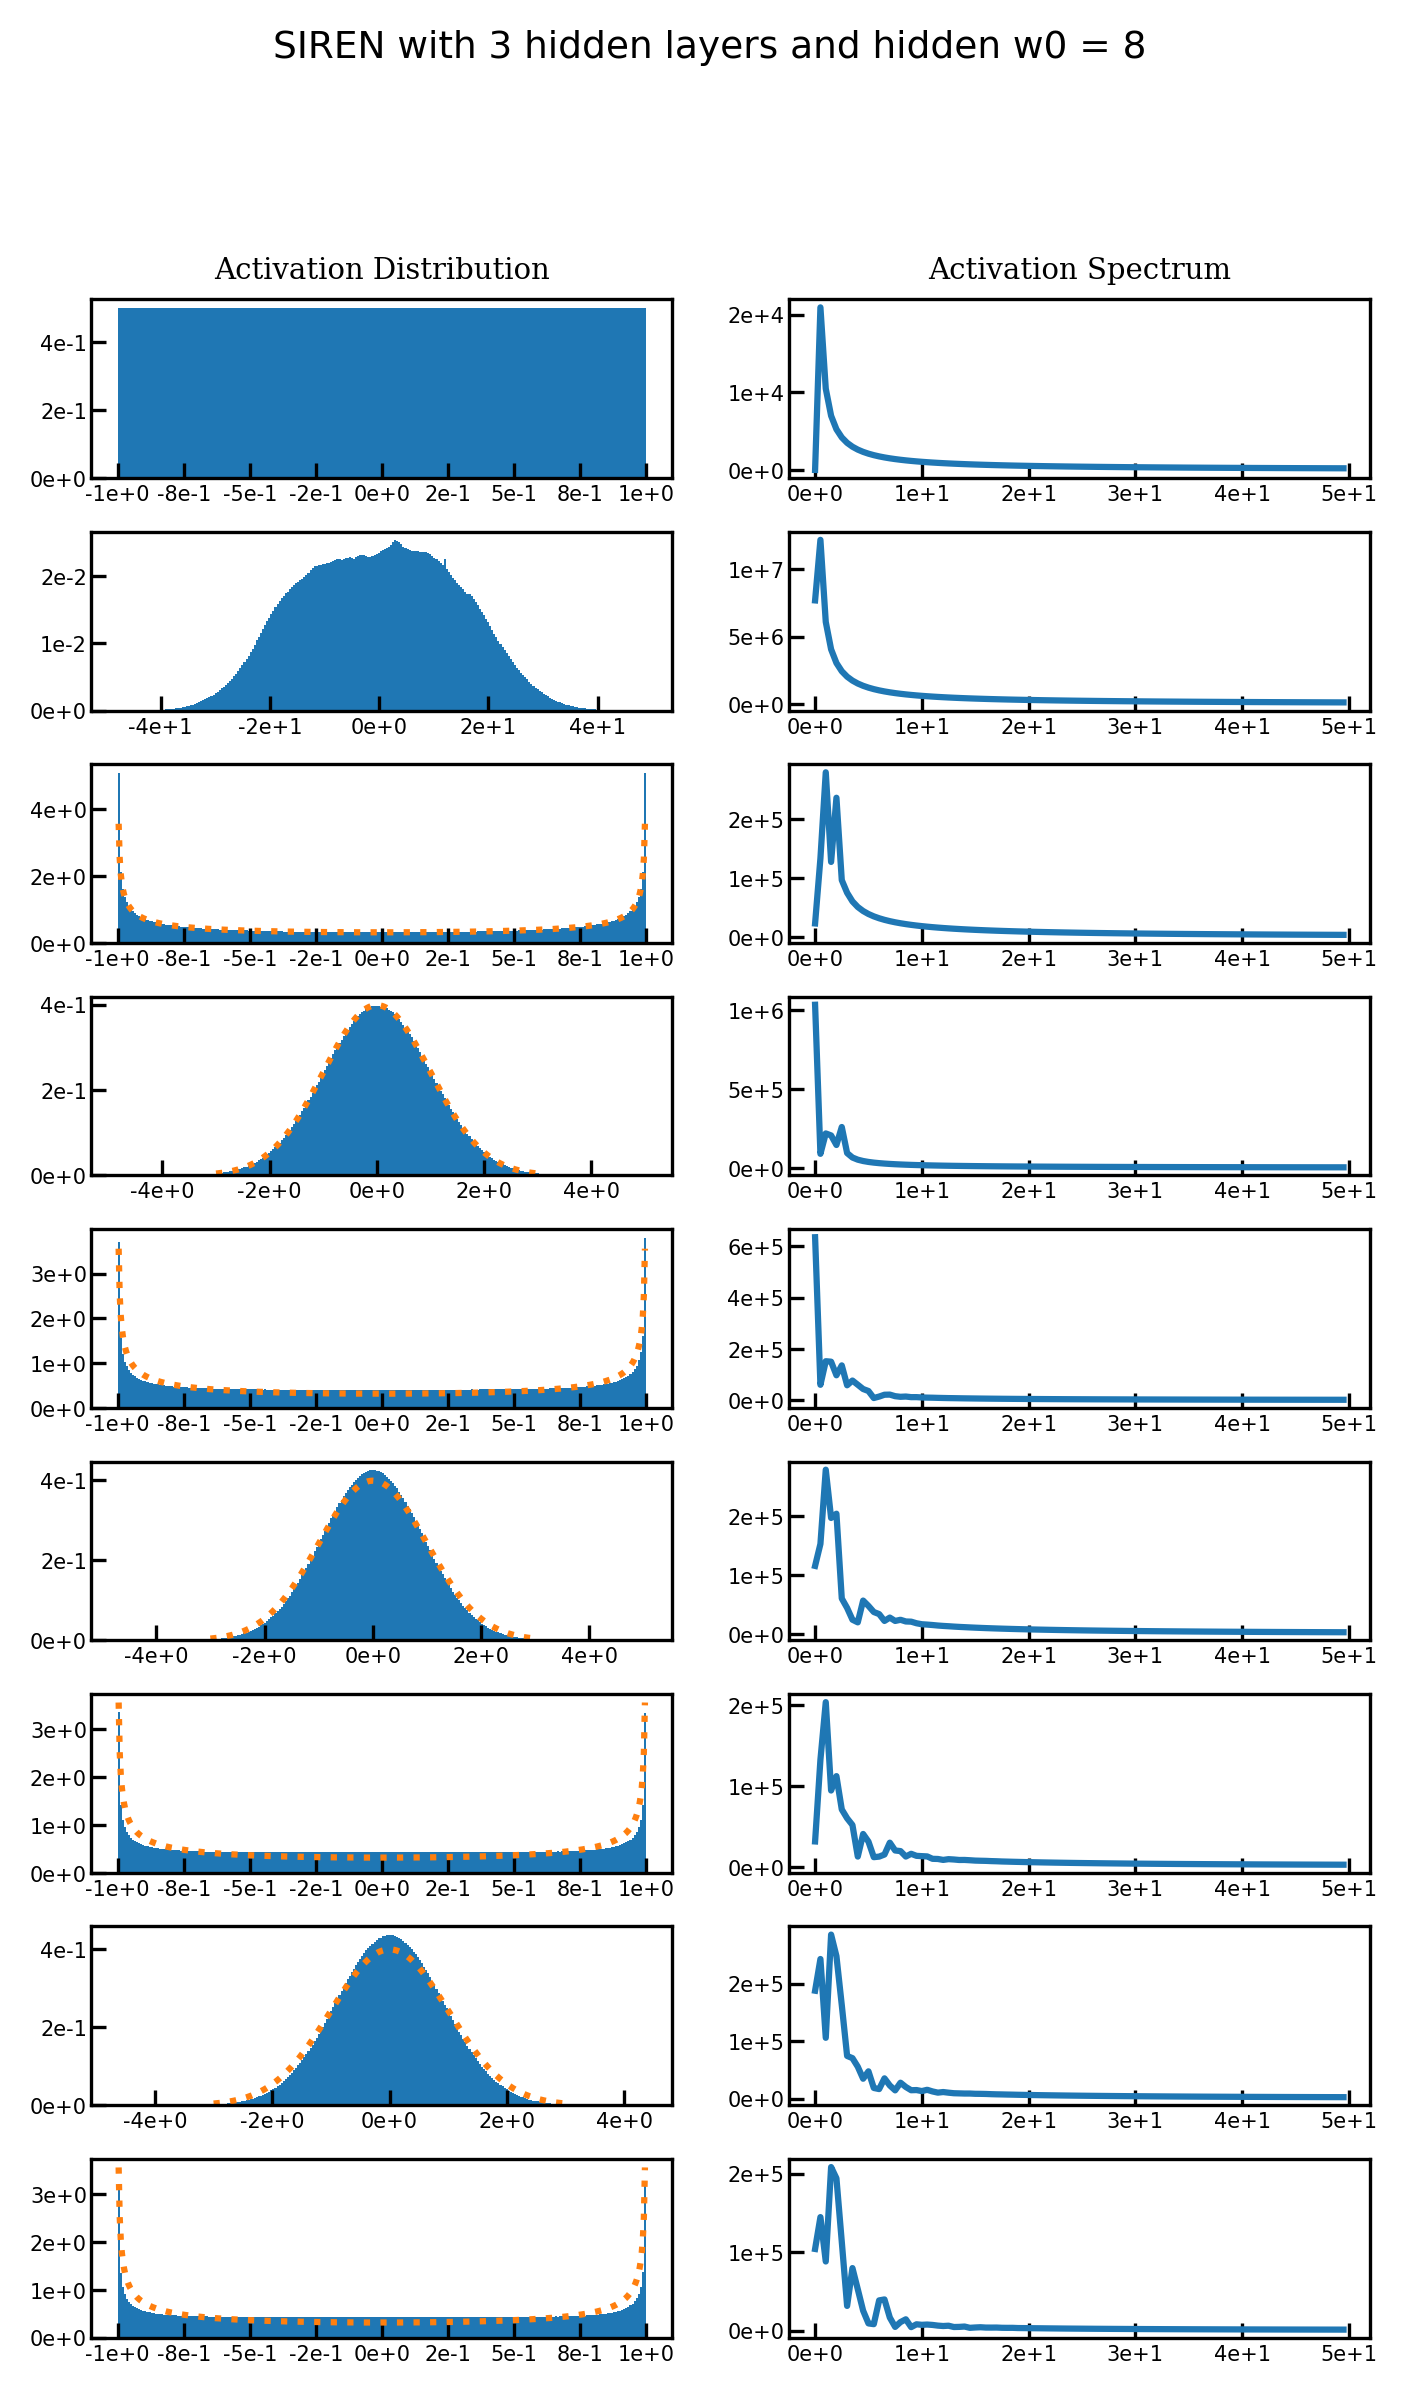 SIREN with 3 hidden layers and hidden w0 = 8
Activation Distribution
Activation Spectrum
4e-1
2e-1
0e+0
-1e+0 -8e-1 -5e-1 -2e-1 0e+0 2e-1 5e-1 8e-1 1e+0
2e+4
1e+4
0e+0
0e+0 1e+1 2e+1 3e+1 4e+1 5e+1
2e-2
1e-2
0e+0
-4e+1 -2e+1 0e+0 2e+1 4e+1
1e+7
5e+6
0e+0
0e+0 1e+1 2e+1 3e+1 4e+1 5e+1
4e+0
2e+0
0e+0
-1e+0 -8e-1 -5e-1 -2e-1 0e+0 2e-1 5e-1 8e-1 1e+0
2e+5
1e+5
0e+0
0e+0 1e+1 2e+1 3e+1 4e+1 5e+1
4e-1
2e-1
0e+0
-4e+0 -2e+0 0e+0 2e+0 4e+0
1e+6
5e+5
0e+0
0e+0 1e+1 2e+1 3e+1 4e+1 5e+1
3e+0
2e+0
1e+0
0e+0
-1e+0 -8e-1 -5e-1 -2e-1 0e+0 2e-1 5e-1 8e-1 1e+0
6e+5
4e+5
2e+5
0e+0
0e+0 1e+1 2e+1 3e+1 4e+1 5e+1
4e-1
2e-1
0e+0
-4e+0 -2e+0 0e+0 2e+0 4e+0
2e+5
1e+5
0e+0
0e+0 1e+1 2e+1 3e+1 4e+1 5e+1
3e+0
2e+0
1e+0
0e+0
-1e+0 -8e-1 -5e-1 -2e-1 0e+0 2e-1 5e-1 8e-1 1e+0
2e+5
1e+5
0e+0
0e+0 1e+1 2e+1 3e+1 4e+1 5e+1
4e-1
2e-1
0e+0
-4e+0 -2e+0 0e+0 2e+0 4e+0
2e+5
1e+5
0e+0
0e+0 1e+1 2e+1 3e+1 4e+1 5e+1
3e+0
2e+0
1e+0
0e+0
-1e+0 -8e-1 -5e-1 -2e-1 0e+0 2e-1 5e-1 8e-1 1e+0
2e+5
1e+5
0e+0
0e+0 1e+1 2e+1 3e+1 4e+1 5e+1